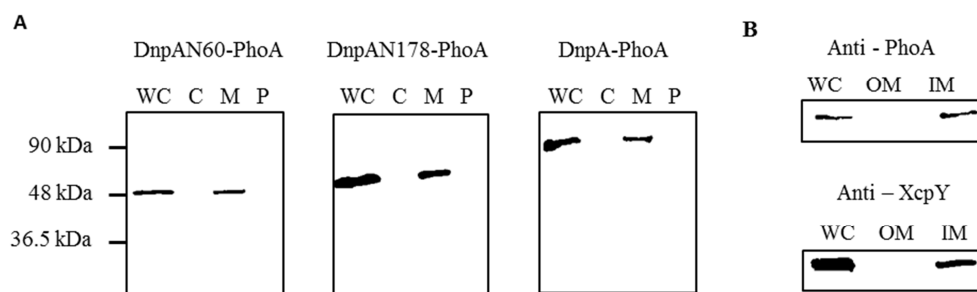 A
DnpAN60-PhoA DnpAN178-PhoA DnpA-PhoA
WC C M P WC C M P WC C M P
90 kDa
48 kDa
36.5 kDa
B
Anti - PhoA
WC OM IM
Anti – XcpY
WC OM IM